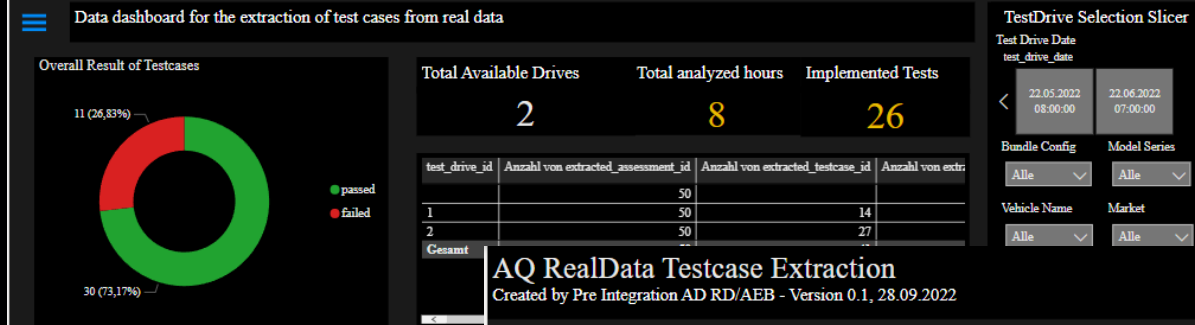 Data dashboard for the extraction of test cases from real data
TestDrive Selection Slicer
Test Drive Date
test_drive_date
22.05.2022
08:00:00
22.06.2022
07:00:00
Bundle Config
Model Series
Alle
Alle
Vehicle Name
Market
Alle
Alle
Overall Result of Testcases
11 (26,83%)
passed
failed
30 (73,17%)
Total Available Drives
Total analyzed hours
Implemented Tests
2
8
26
test_drive_id Anzahl von extracted_assessment_id Anzahl von extracted_testcase_id Anzahl von extra
50
1 50 14
2 50 27
Gesamt
AQ RealData Testcase Extraction
Created by Pre Integration AD RD/AEB - Version 0.1, 28.09.2022